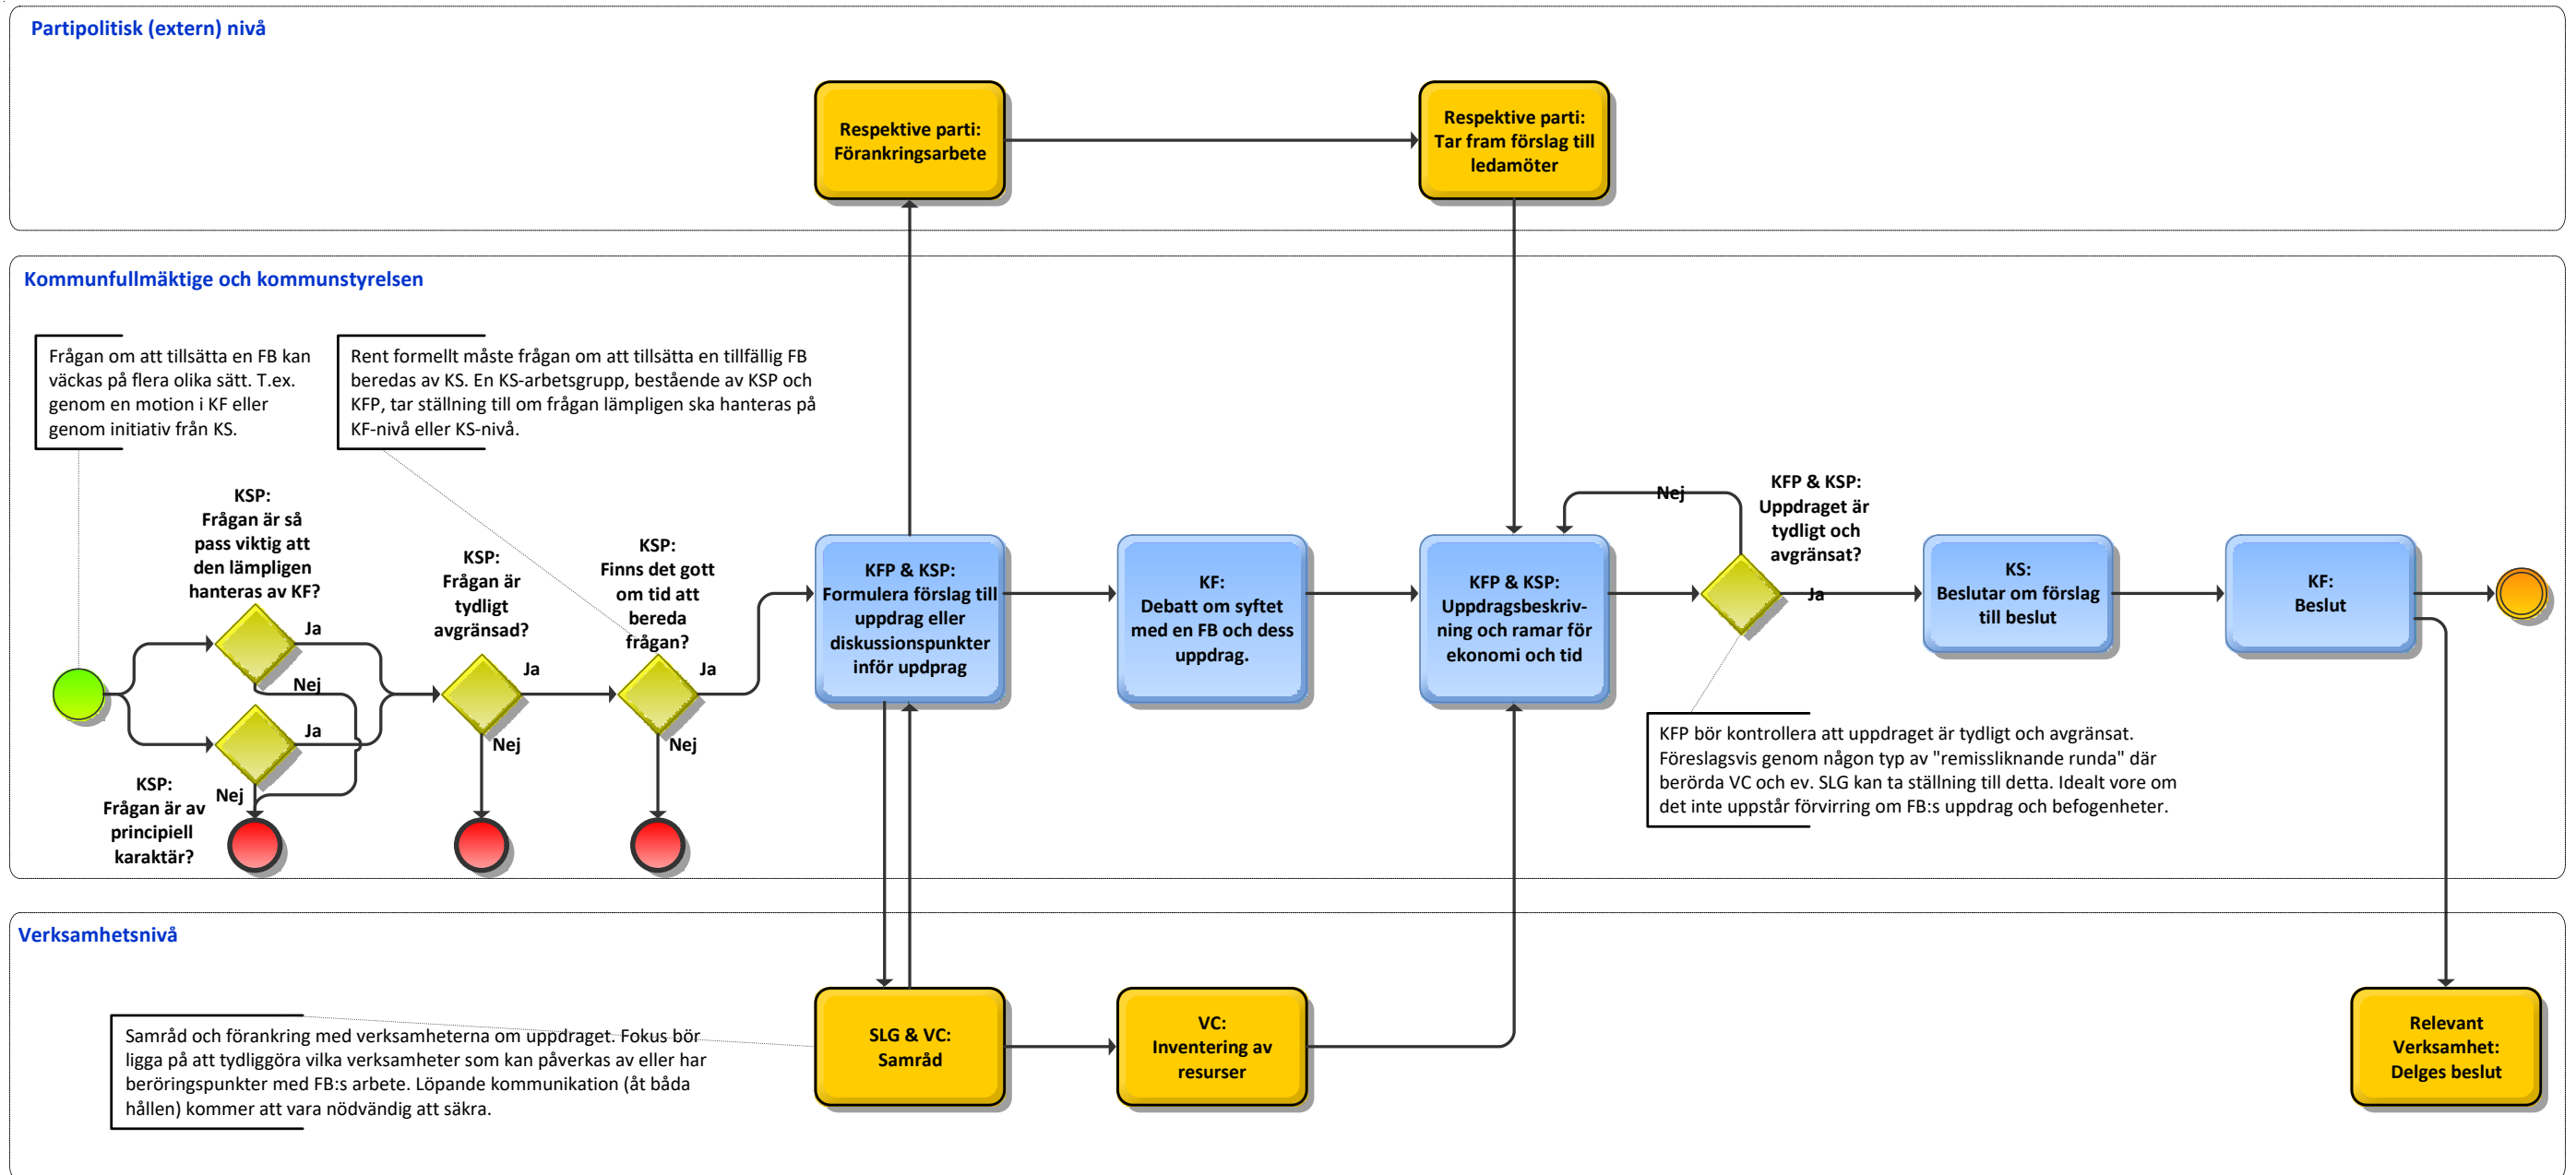 Partipolitisk (extern) nivå
Respektive parti:
Förankringsarbete
Respektive parti:
Tar fram förslag till
ledamöter
Kommunfullmäktige och kommunstyrelsen
Frågan om att tillsätta en FB kan
väckas på flera olika sätt. T.ex.
genom en motion i KF eller
genom initiativ från KS.
Rent formellt måste frågan om att tillsätta en tillfällig FB
beredas av KS. En KS-arbetsgrupp, bestående av KSP och
KFP, tar ställning till om frågan lämpligen ska hanteras på
KF-nivå eller KS-nivå.
KSP:
Frågan är så
pass viktig att
den lämpligen
hanteras av KF?
Ja
Nej
Ja
Nej
KSP:
Frågan är av
principiell
karaktär?
KSP:
Frågan är
tydligt
avgränsad?
Ja
Nej
KSP:
Finns det gott
om tid att
bereda
frågan?
Ja
Nej
KFP & KSP:
Formulera förslag till
uppdrag eller
diskussionspunkter
inför updprag
KF:
Debatt om syftet
med en FB och dess
uppdrag.
KFP & KSP:
Uppdragsbeskriv-
ning och ramar för
ekonomi och tid
Nej
KFP & KSP:
Uppdraget är
tydligt och
avgränsat?
Ja
KS:
Beslutar om förslag
till beslut
KF:
Beslut
KFP bör kontrollera att uppdraget är tydligt och avgränsat.
Föreslagsvis genom någon typ av "remissliknande runda" där
berörda VC och ev. SLG kan ta ställning till detta. Idealt vore om
det inte uppstår förvirring om FB:s uppdrag och befogenheter.
Verksamhetsnivå
Samråd och förankring med verksamheterna om uppdraget. Fokus bör
ligga på att tydliggöra vilka verksamheter som kan påverkas av eller har
beröringspunkter med FB:s arbete. Löpande kommunikation (åt båda
hållen) kommer att vara nödvändig att säkra.
SLG & VC:
Samråd
VC:
Inventering av
resurser
Relevant
Verksamhet:
Delges beslut